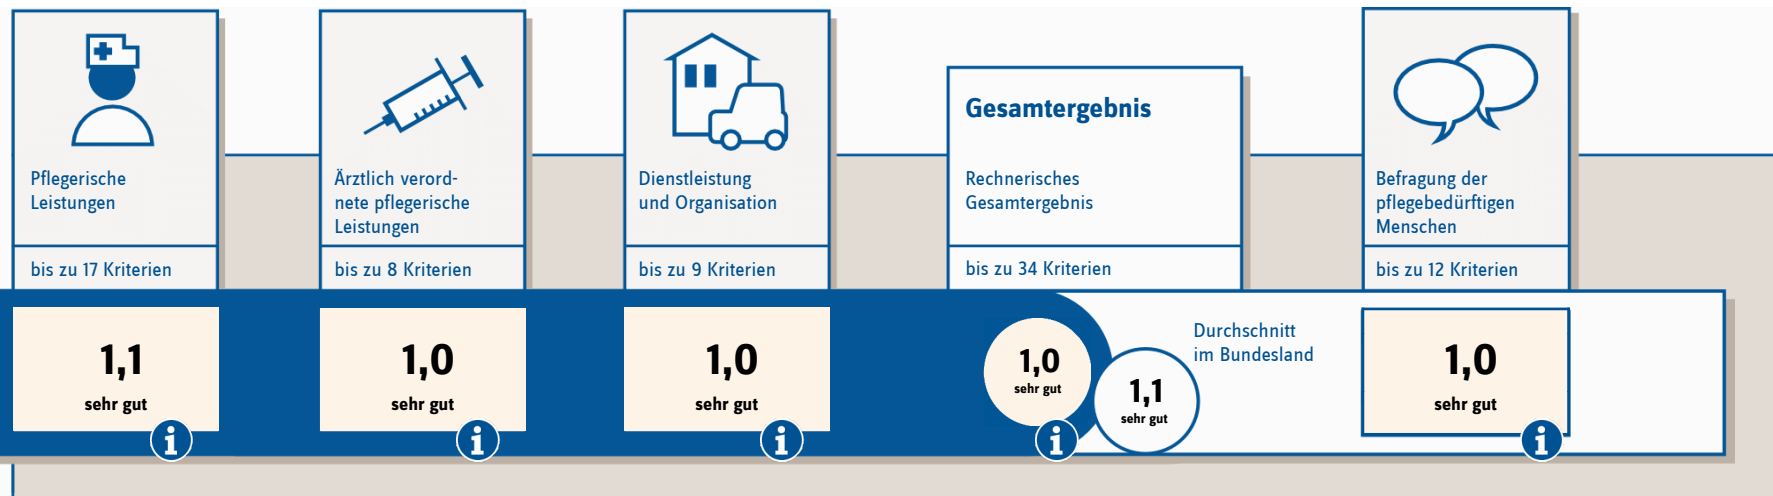 Pflegerische
Leistungen
bis zu 17 Kriterien
1,1
sehr gut
Ärztlich verord-
nete pflegerische
Leistungen
bis zu 8 Kriterien
1,0
sehr gut
Dienstleistung
und Organisation
bis zu 9 Kriterien
1,0
sehr gut
Gesamtergebnis
Rechnerisches
Gesamtergebnis
bis zu 34 Kriterien
1,0
sehr gut
1,1
sehr gut
Durchschnitt
im Bundesland
Befragung der
pflegebedürftigen
Menschen
bis zu 12 Kriterien
1,0
sehr gut